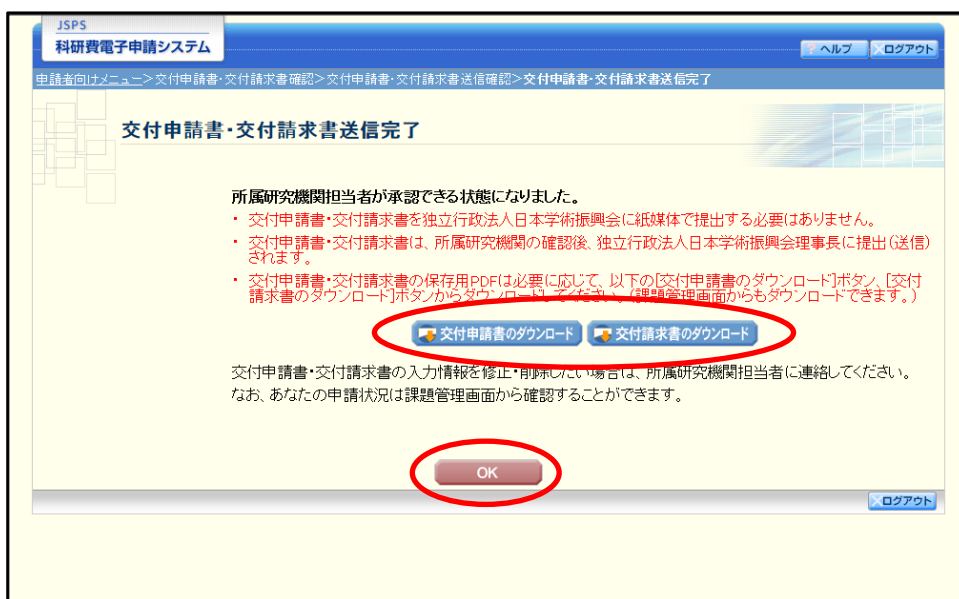 JSPS
科研費電子申請システム
ヘルプ
ログアウト
申請者向けメニュー>交付申請書・交付請求書確認>交付申請書・交付請求書送信確認>交付申請書・交付請求書送信完了
交付申請書・交付請求書送信完了
所属研究機関担当者が承認できる状態になりました。
・ 交付申請書・交付請求書を独立行政法人日本学術振興会に紙媒体で提出する必要はありません。
・ 交付申請書・交付請求書は、所属研究機関の確認後、独立行政法人日本学術振興会理事長に提出(送信)
されます。
・ 交付申請書・交付請求書の保存用PDFは必要に応じて、以下の[交付申請書のダウンロード]ボタン、[交付
請求書のダウンロード]ボタンからダウンロードしてください。(課題管理画面からもダウンロードできます。)
交付申請書のダウンロード
交付請求書のダウンロード
交付申請書・交付請求書の入力情報を修正・削除したい場合は、所属研究機関担当者に連絡してください。
なお、あなたの申請状況は課題管理画面から確認することができます。
OK
ログアウト